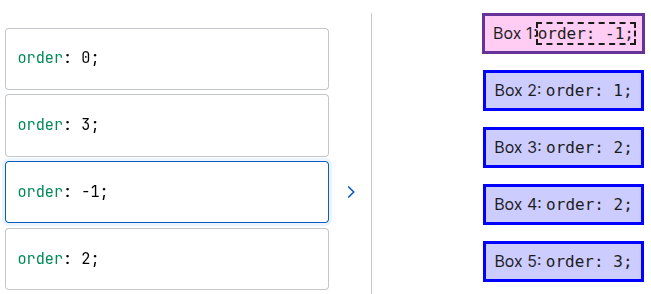 order: 0;
order: 3;
order: -1;
order: 2;
Box 1: order: -1;
Box 2: order: 1;
Box 3: order: 2;
Box 4: order: 2;
Box 5: order: 3;